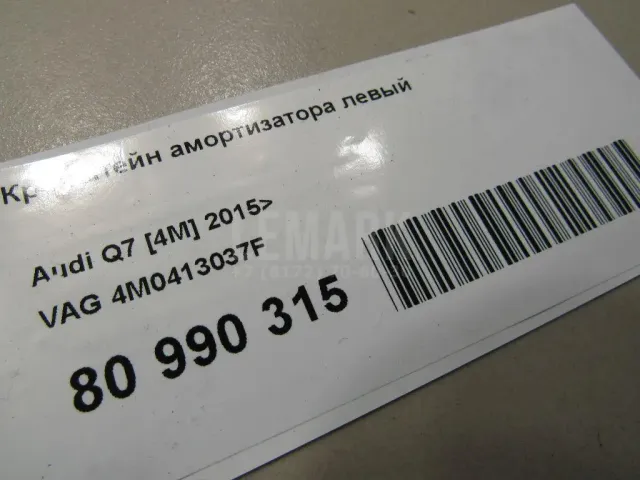 амортизатора левый
Audi Q7 [4M] 2015>
VAG 4M0413037F
80 990 315